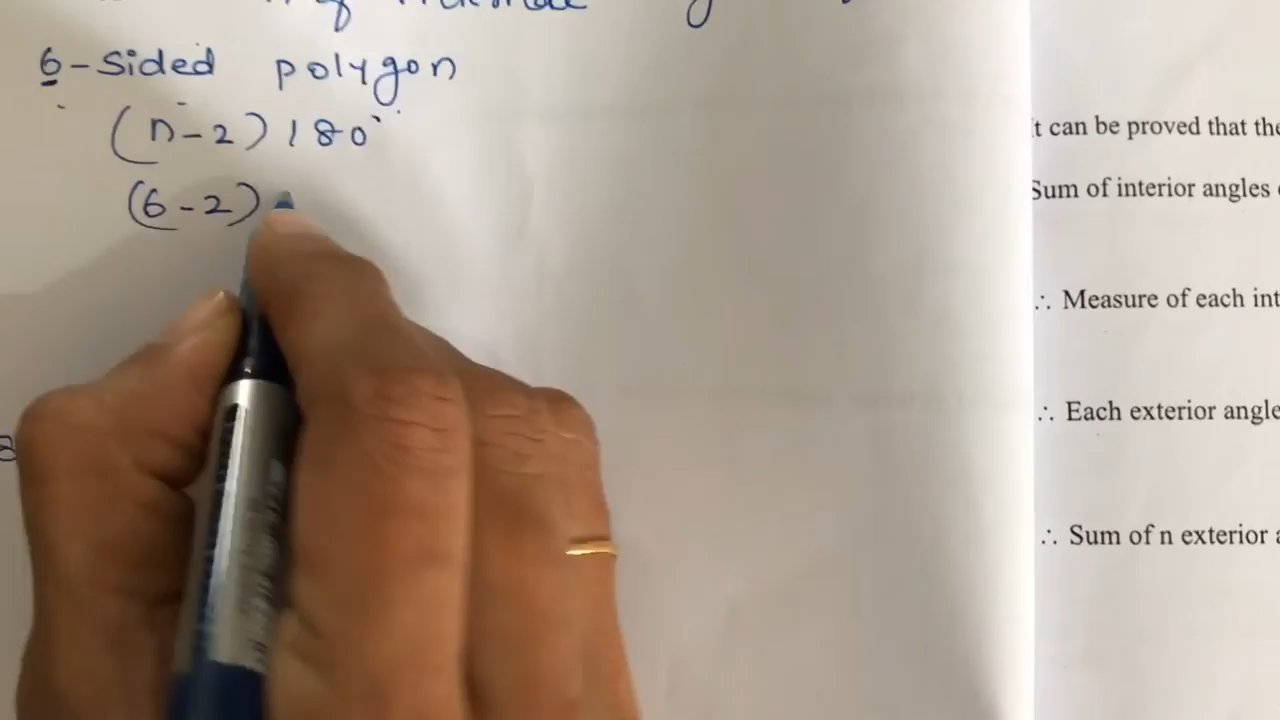 6-Sided polygon
(n-2) 180°
(6-2)
t can be proved that the
Sum of interior angles
∴ Measure of each int
∴ Each exterior angle
∴ Sum of n exterior a